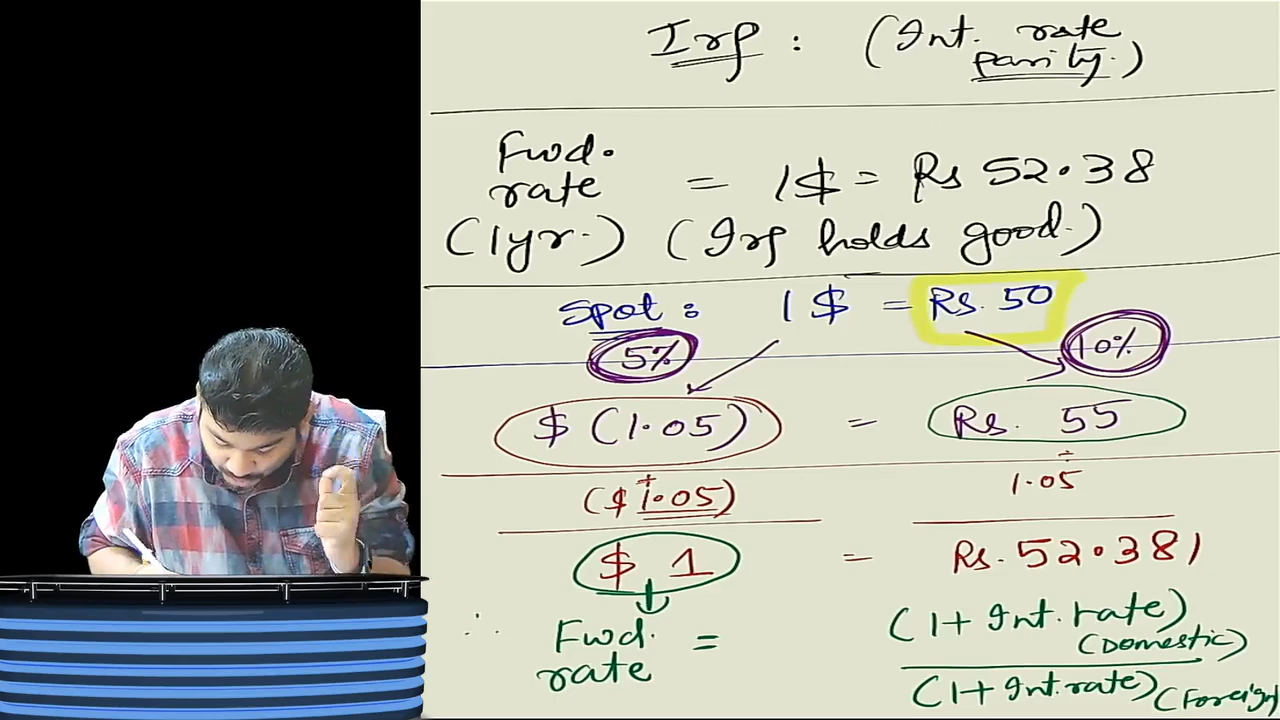 Irp : (Int. rate parity.)
Fwd. rate (1yr.) = 1$ = Rs 52.38
(Irp holds good.)
Spot : 1 $ = Rs. 50
5% 10%
$ (1.05) = Rs. 55
($ ÷ 1.05) ÷ 1.05
$ 1 = Rs. 52.381
∴ Fwd. rate = (1+ Int. rate) (Domestic)
(1+ Int. rate) (Foreign)